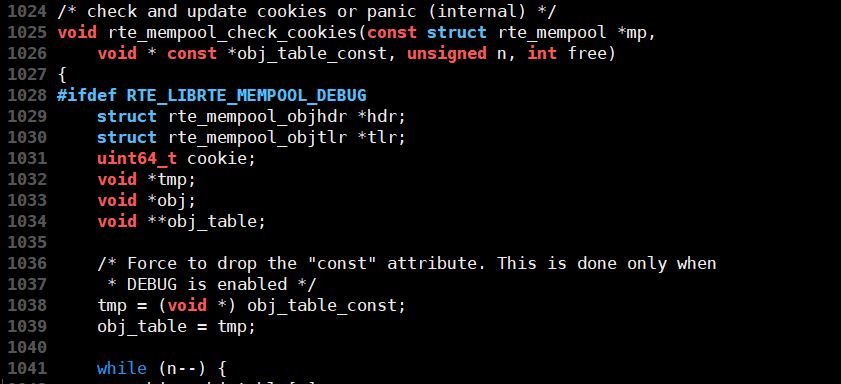 1024 /* check and update cookies or panic (internal) */
1025 void rte_mempool_check_cookies(const struct rte_mempool *mp,
1026     void * const *obj_table_const, unsigned n, int free)
1027 {
1028 #ifdef RTE_LIBRTE_MEMPOOL_DEBUG
1029     struct rte_mempool_objhdr *hdr;
1030     struct rte_mempool_objtlr *tlr;
1031     uint64_t cookie;
1032     void *tmp;
1033     void *obj;
1034     void **obj_table;
1035
1036     /* Force to drop the "const" attribute. This is done only when
1037      * DEBUG is enabled */
1038     tmp = (void *) obj_table_const;
1039     obj_table = tmp;
1040
1041     while (n--) {